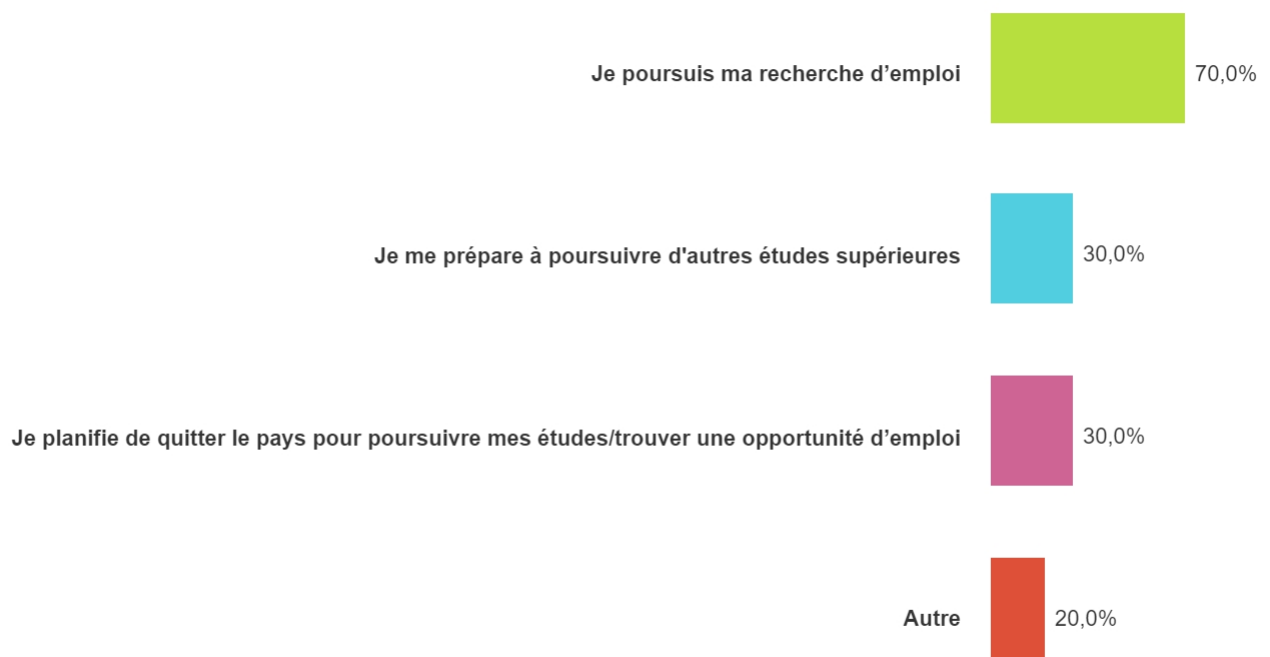 Je poursuis ma recherche d’emploi 70,0%
Je me prépare à poursuivre d'autres études supérieures 30,0%
Je planifie de quitter le pays pour poursuivre mes études/trouver une opportunité d’emploi 30,0%
Autre 20,0%